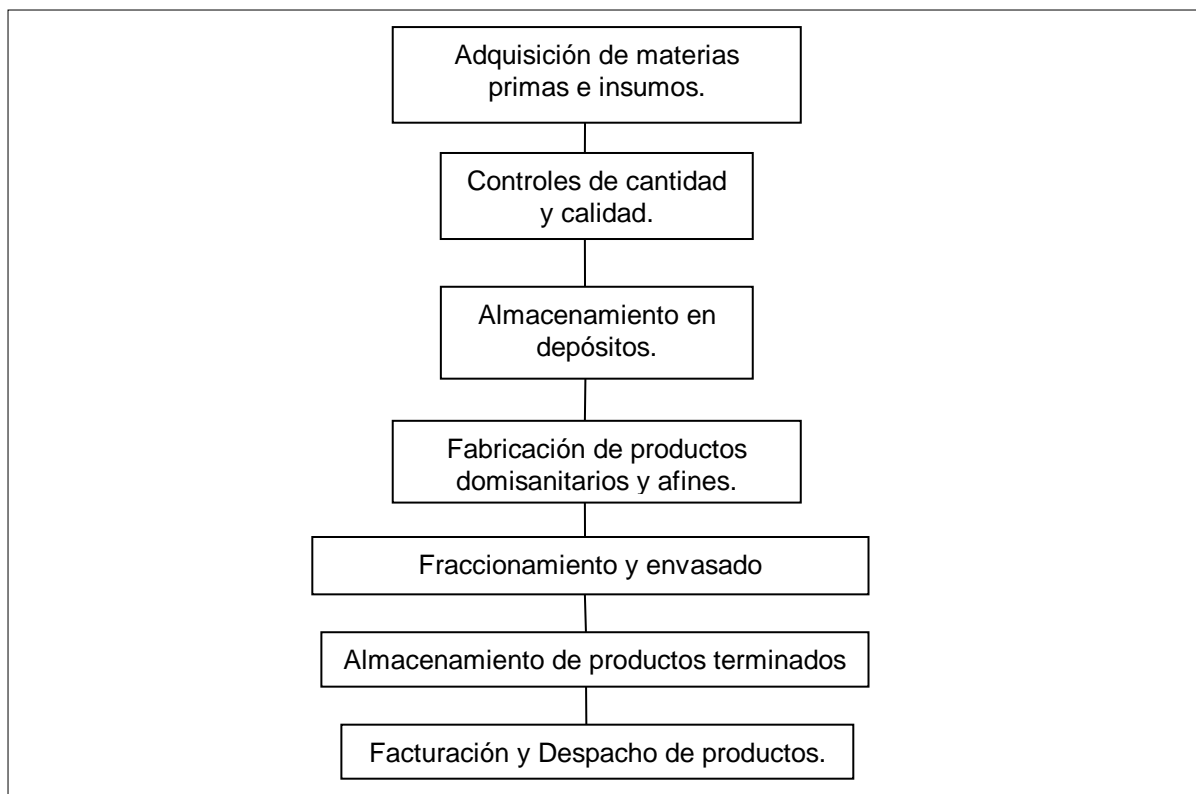 Adquisición de materias
primas e insumos.
Controles de cantidad
y calidad.
Almacenamiento en
depósitos.
Fabricación de productos
domisanitarios y afines.
Fraccionamiento y envasado
Almacenamiento de productos terminados
Facturación y Despacho de productos.